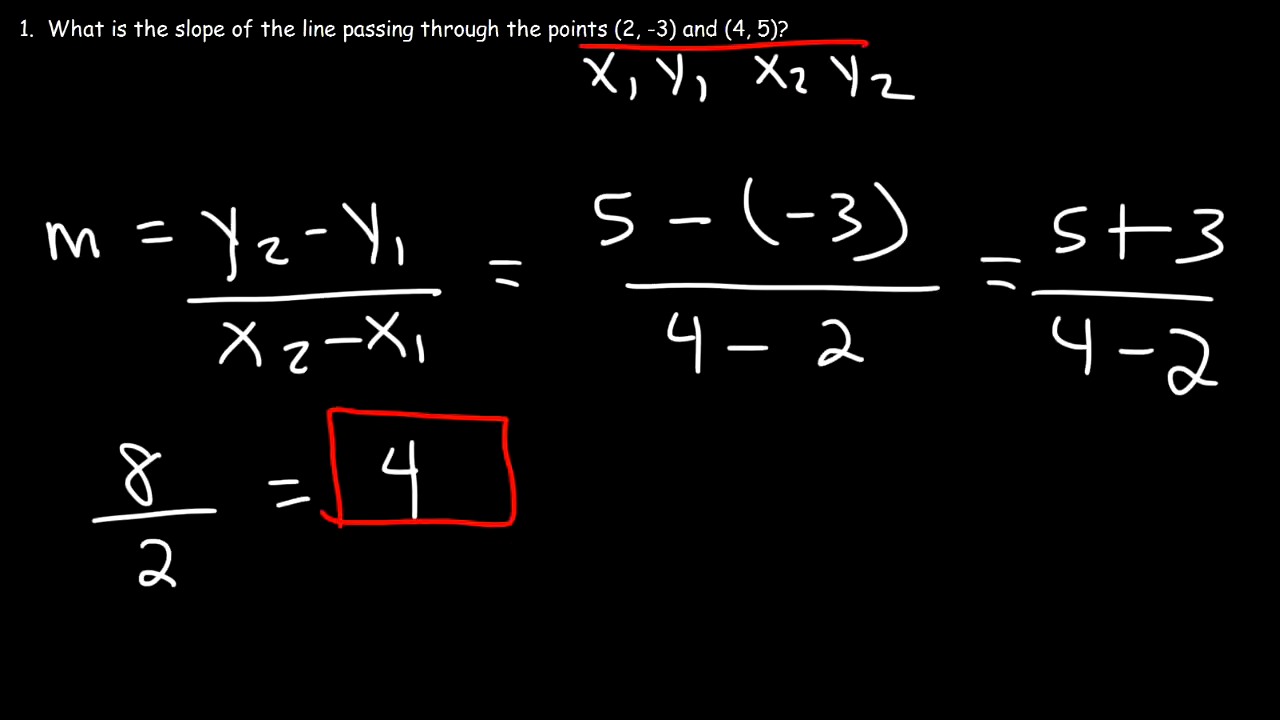 1. What is the slope of the line passing through the points (2, -3) and (4, 5)?
x₁ y₁ x₂ y₂
m = y₂ - y₁ / x₂ - x₁ = 5 - (-3) / 4 - 2 = 5 + 3 / 4 - 2
8 / 2 = 4